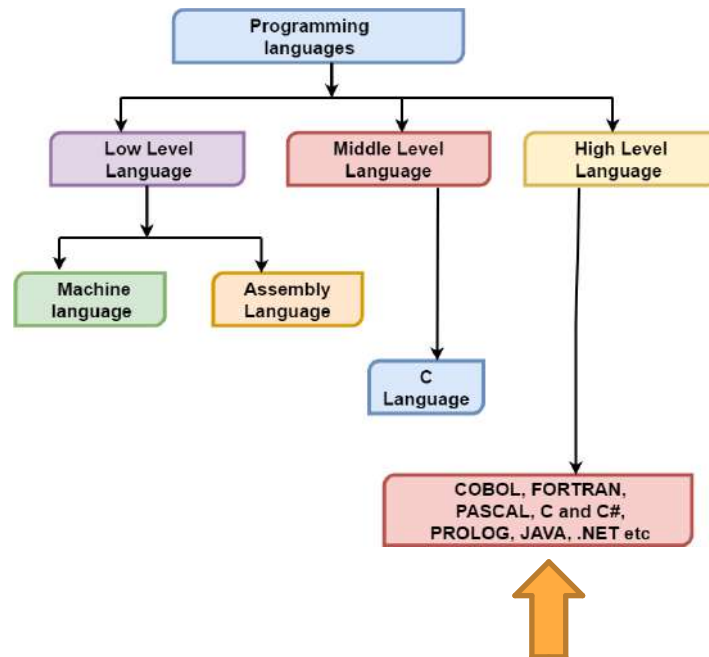 Programming
languages
Low Level
Language
Middle Level
Language
High Level
Language
Machine
language
Assembly
Language
C
Language
COBOL, FORTRAN,
PASCAL, C and C#,
PROLOG, JAVA, .NET etc